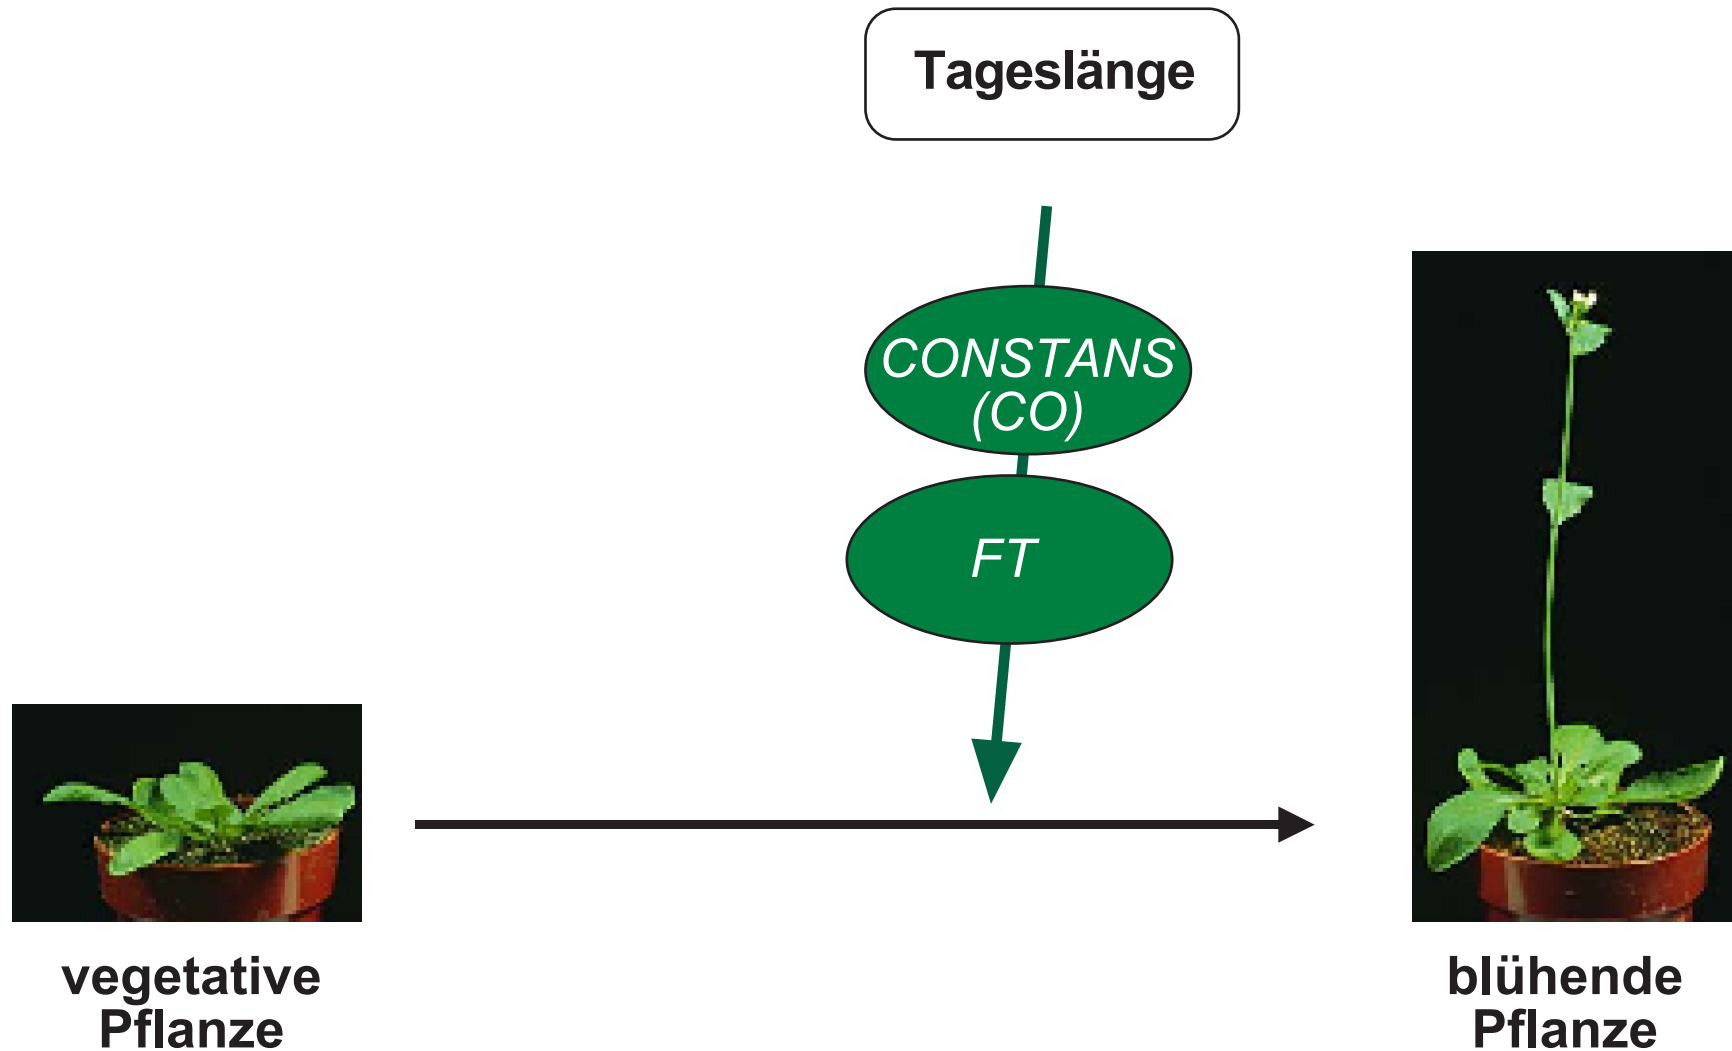 Tageslänge
CONSTANS
(CO)
FT
vegetative
Pflanze
blühende
Pflanze